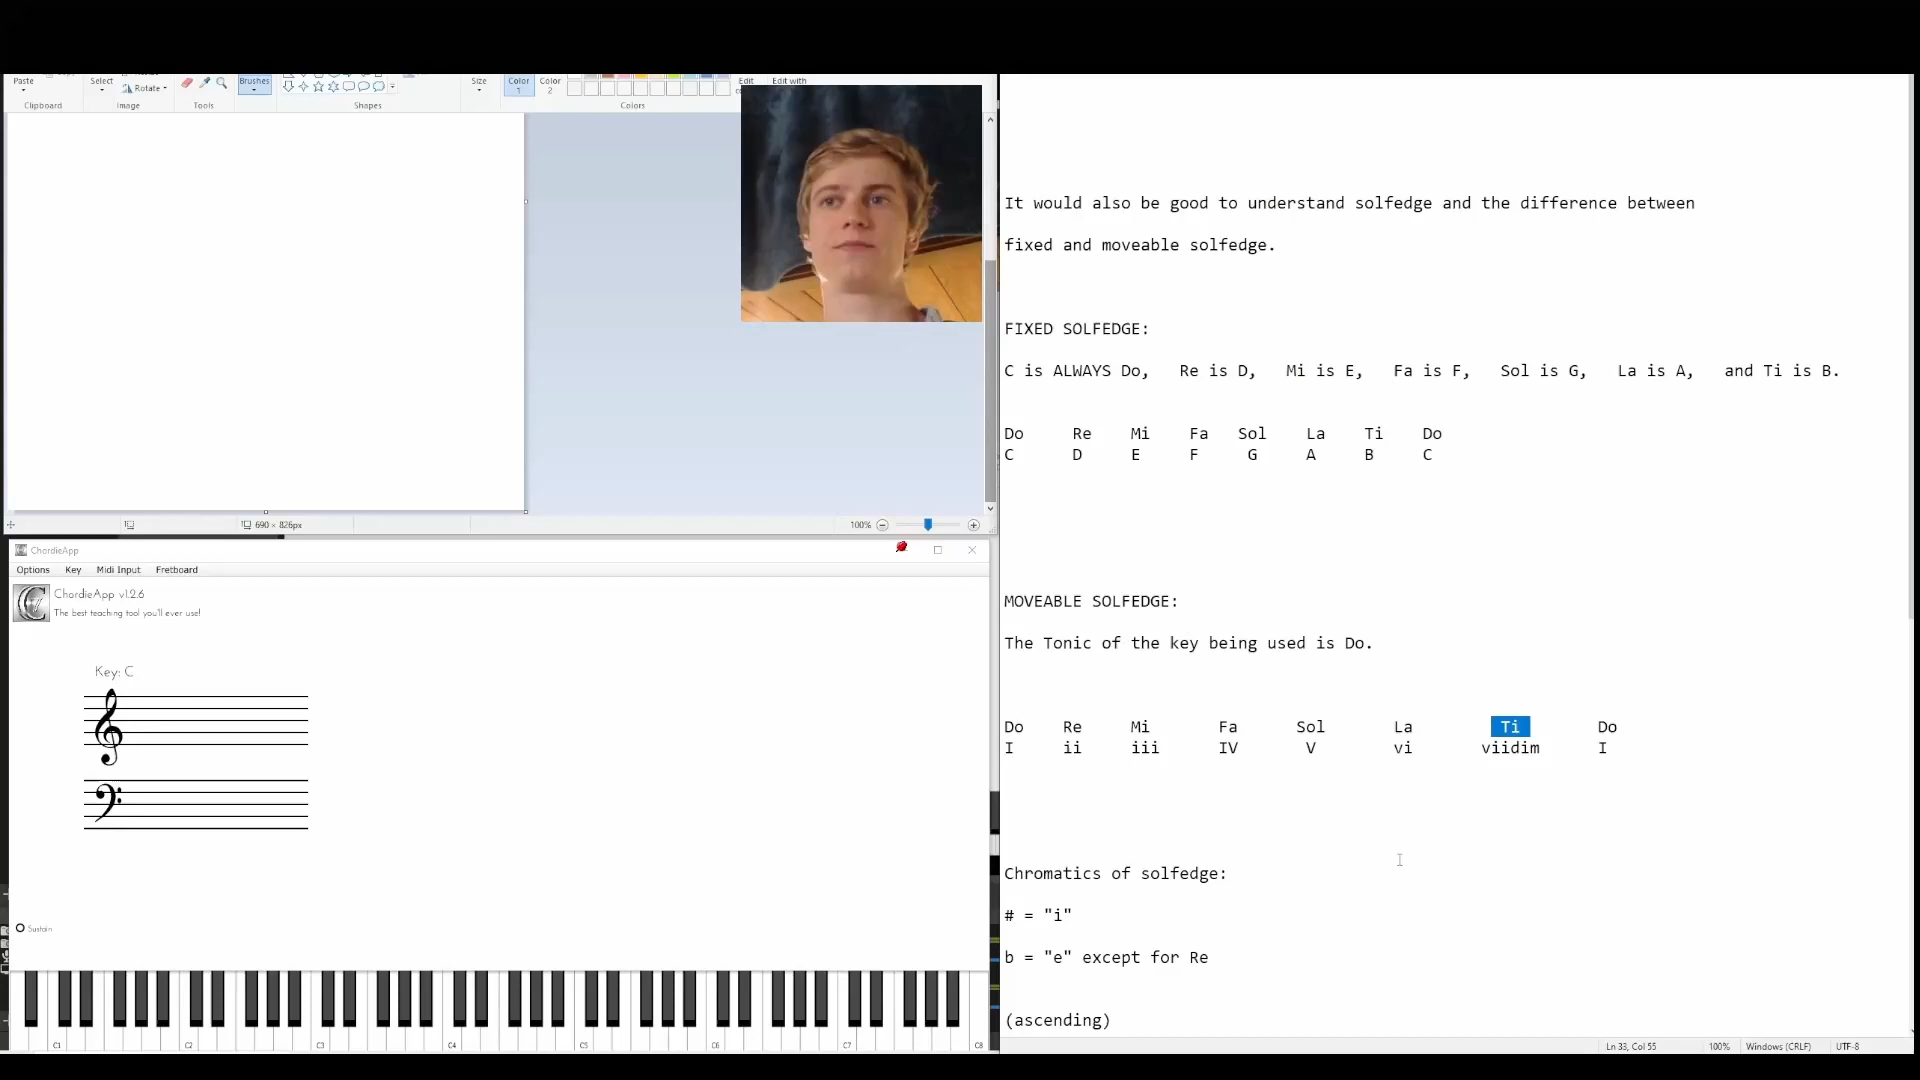 Paste
Select
Rotate
Brushes
Size
Color
1
Color
2
Edit
Edit with
Clipboard
Image
Tools
Shapes
Colors
690 × 826px
100%
ChordieApp
Options Key Midi Input Fretboard
ChordieApp v1.2.6
The best teaching tool you'll ever use!
Key: C
Sustain
C1 C2 C3 C4 C5 C6 C7 C8
It would also be good to understand solfedge and the difference between
fixed and moveable solfedge.
FIXED SOLFEDGE:
C is ALWAYS Do, Re is D, Mi is E, Fa is F, Sol is G, La is A, and Ti is B.
Do Re Mi Fa Sol La Ti Do
C D E F G A B C
MOVEABLE SOLFEDGE:
The Tonic of the key being used is Do.
Do Re Mi Fa Sol La Ti Do
I ii iii IV V vi viidim I
Chromatics of solfedge:
# = "i"
b = "e" except for Re
(ascending)
Ln 33, Col 55 100% Windows (CRLF) UTF-8